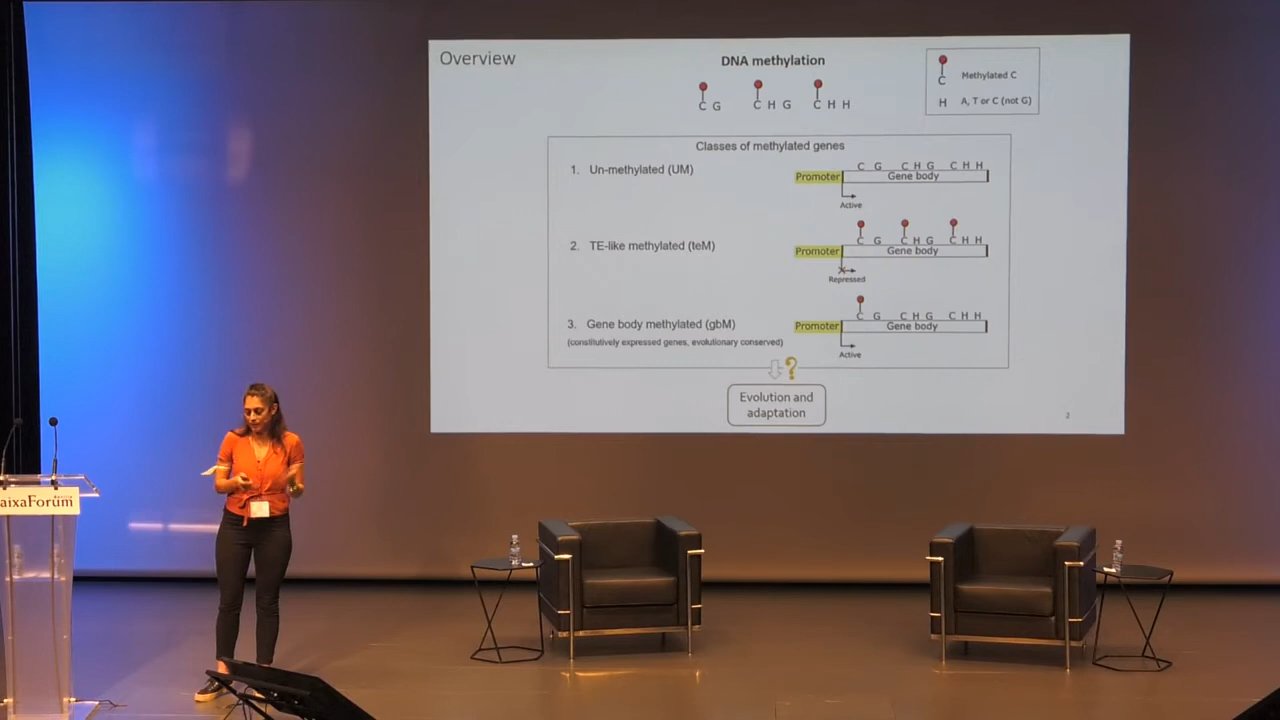 Overview
DNA methylation
C G
C H G
C H H
C
Methylated C
H A, T or C (not G)
Classes of methylated genes
1. Un-methylated (UM)
C G C H G C H H
Promoter
Gene body
Active
2. TE-like methylated (teM)
C G C H G C H H
Promoter
Gene body
Repressed
3. Gene body methylated (gbM)
(constitutively expressed genes, evolutionary conserved)
C G C H G C H H
Promoter
Gene body
Active
?
Evolution and
adaptation
2
aixaForum